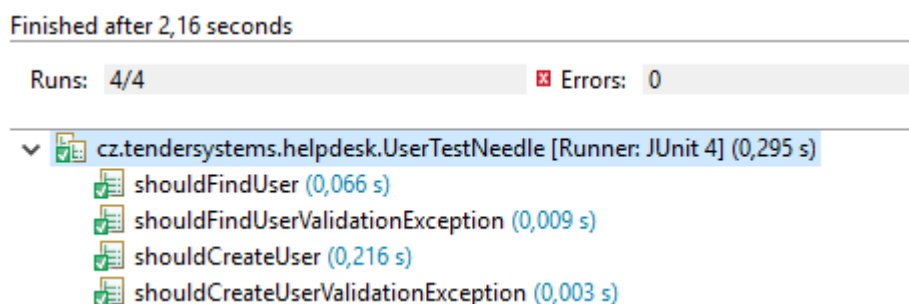 Finished after 2,16 seconds
Runs: 4/4 Errors: 0
cz.tendersystems.helpdesk.UserTestNeedle [Runner: JUnit 4] (0,295 s)
shouldFindUser (0,066 s)
shouldFindUserValidationException (0,009 s)
shouldCreateUser (0,216 s)
shouldCreateUserValidationException (0,003 s)